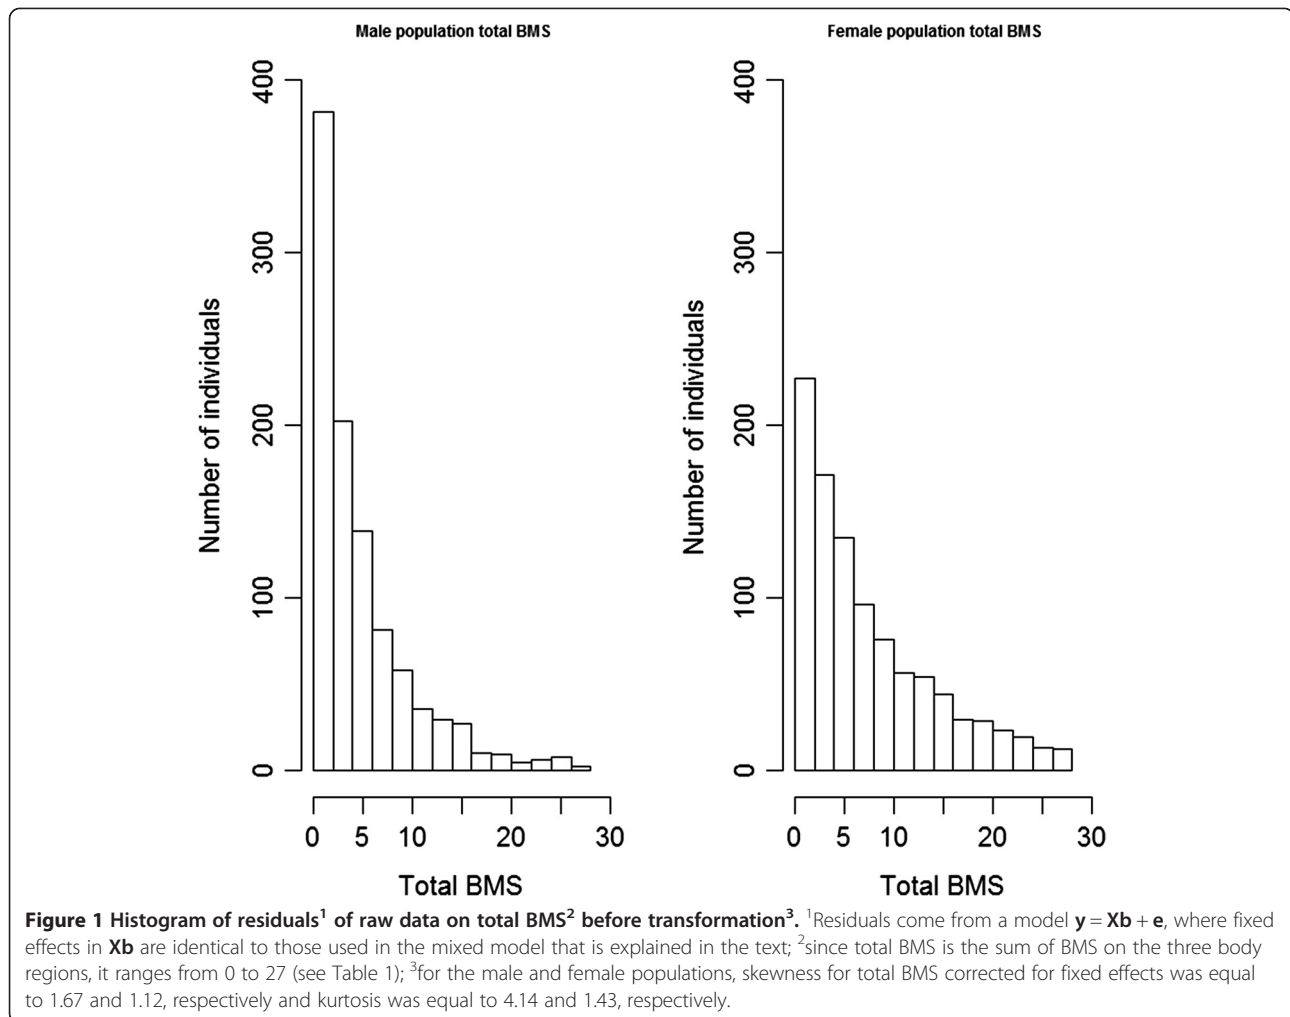 Male population total BMS
Female population total BMS
400
300
200
100
0
Number of individuals
0 5 10 20 30
Total BMS
400
300
200
100
0
Number of individuals
0 5 10 20 30
Total BMS
Figure 1 Histogram of residuals¹ of raw data on total BMS² before transformation³. ¹Residuals come from a model y = Xb + e, where fixed
effects in Xb are identical to those used in the mixed model that is explained in the text; ²since total BMS is the sum of BMS on the three body
regions, it ranges from 0 to 27 (see Table 1); ³for the male and female populations, skewness for total BMS corrected for fixed effects was equal
to 1.67 and 1.12, respectively and kurtosis was equal to 4.14 and 1.43, respectively.